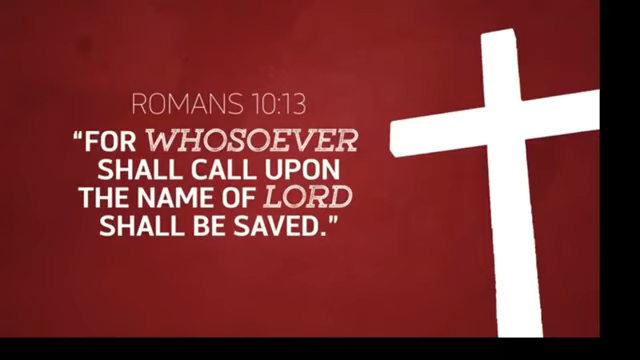 ROMANS 10:13
“FOR WHOSOEVER
SHALL CALL UPON
THE NAME OF LORD
SHALL BE SAVED.”